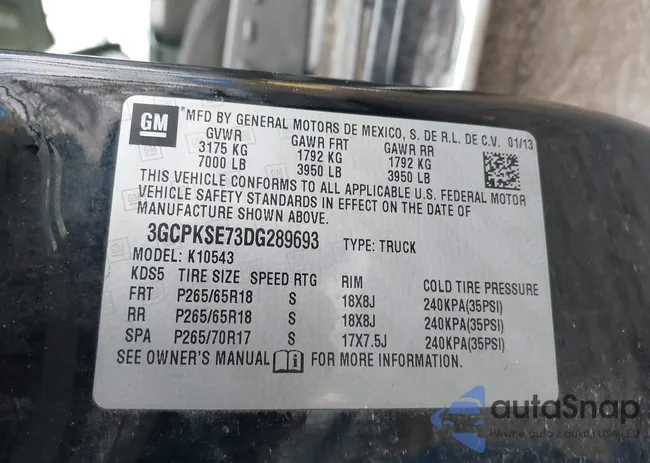 GM
*MFD BY GENERAL MOTORS DE MEXICO, S. DE R.L. DE C.V. 01/13
GVWR GAWR FRT GAWR RR
3175 KG 1792 KG 1792 KG
7000 LB 3950 LB 3950 LB
THIS VEHICLE CONFORMS TO ALL APPLICABLE U.S. FEDERAL MOTOR
VEHICLE SAFETY STANDARDS IN EFFECT ON THE DATE OF
MANUFACTURE SHOWN ABOVE.
3GCPKSE73DG289693 TYPE: TRUCK
MODEL: K10543
KDS5 TIRE SIZE SPEED RTG RIM COLD TIRE PRESSURE
FRT P265/65R18 S 18X8J 240KPA(35PSI)
RR P265/65R18 S 18X8J 240KPA(35PSI)
SPA P265/70R17 S 17X7.5J 240KPA(35PSI)
SEE OWNER'S MANUAL i FOR MORE INFORMATION.
autoSnap